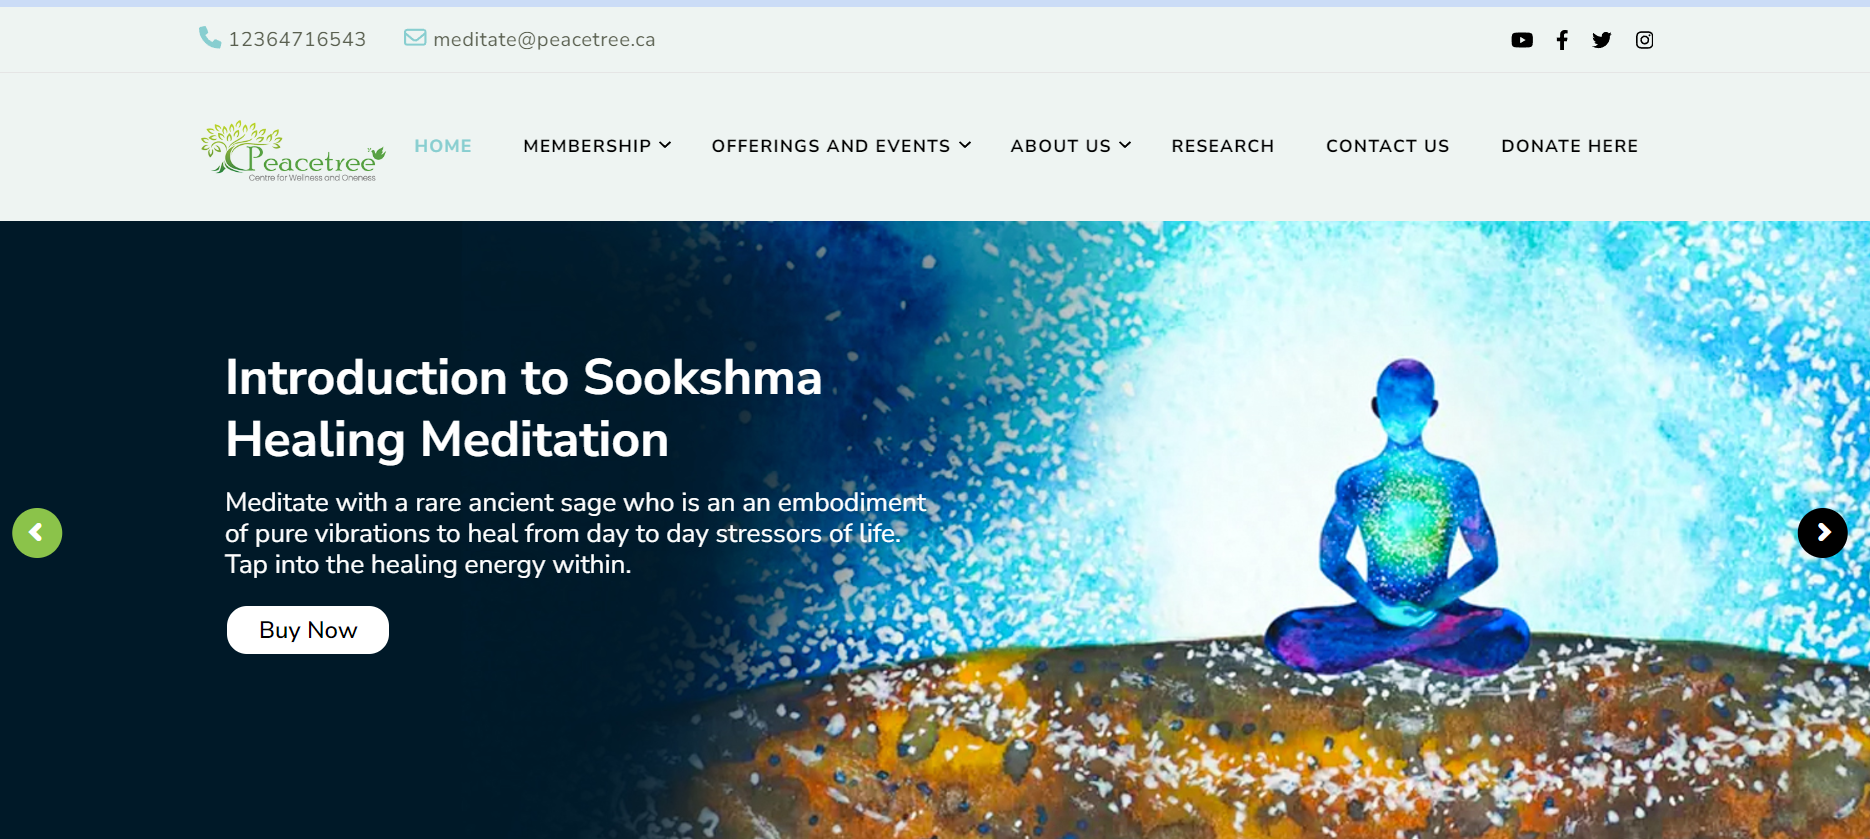 12364716543 meditate@peacetree.ca
Peacetree
Centre for Wellness and Oneness
HOME MEMBERSHIP OFFERINGS AND EVENTS ABOUT US RESEARCH CONTACT US DONATE HERE
Introduction to Sookshma
Healing Meditation
Meditate with a rare ancient sage who is an an embodiment
of pure vibrations to heal from day to day stressors of life.
Tap into the healing energy within.
Buy Now